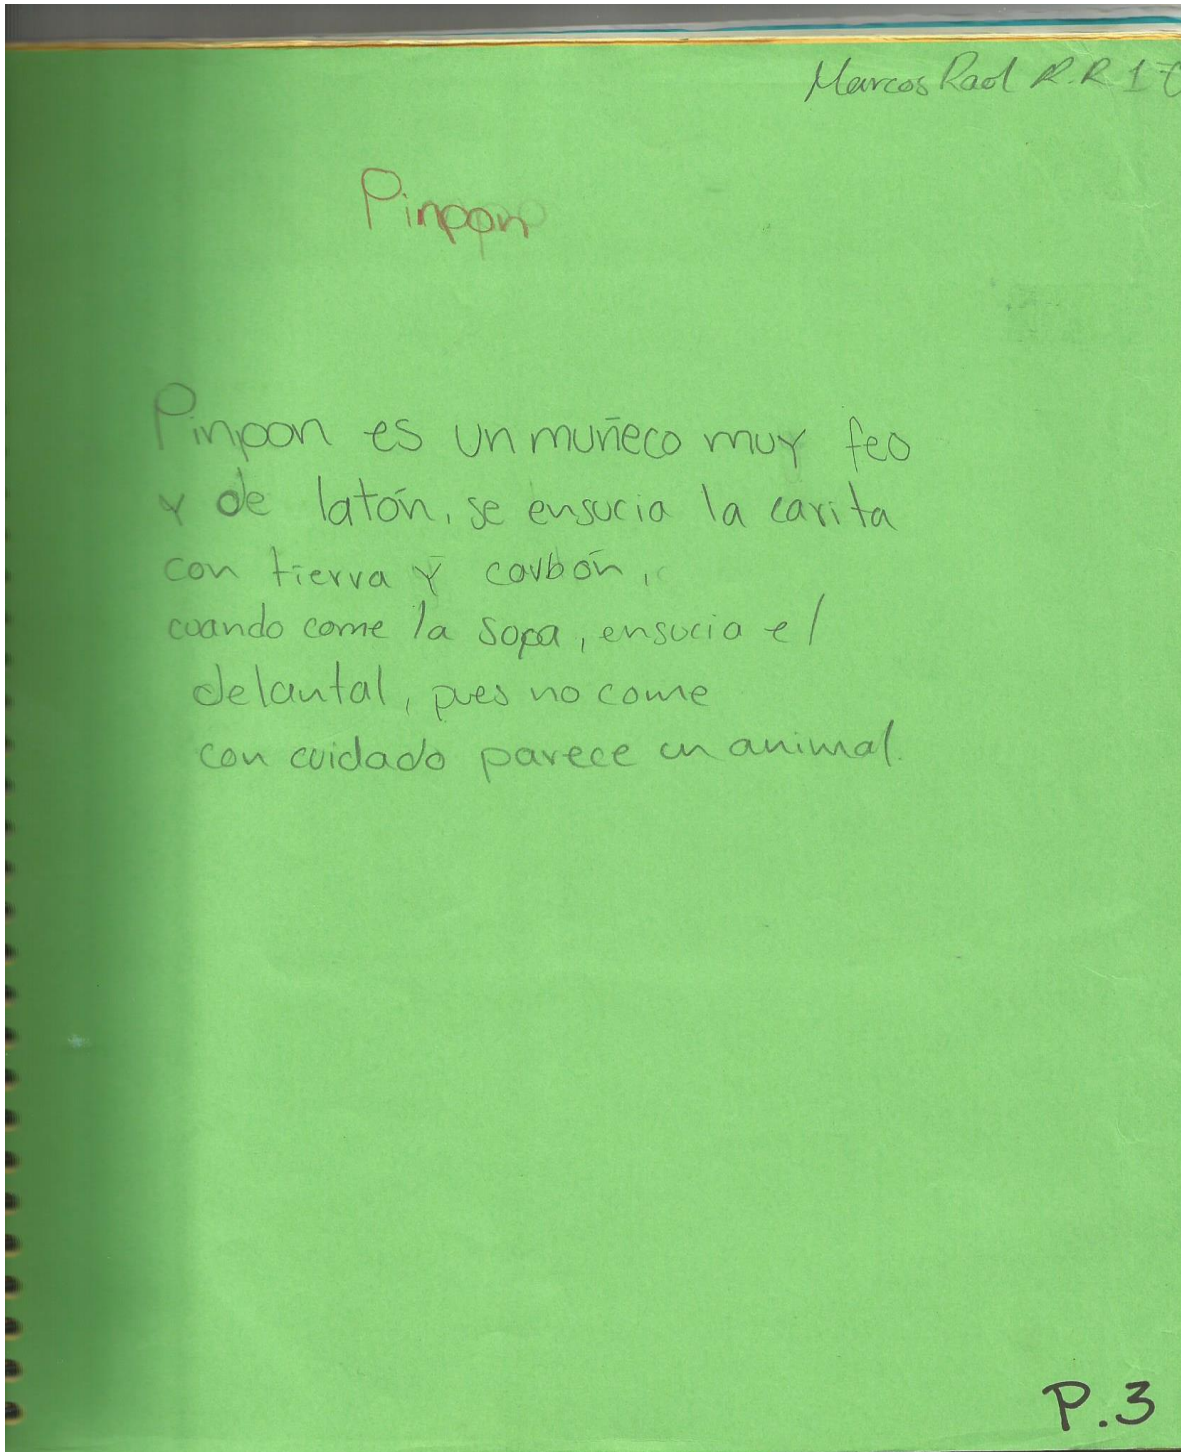 Marcos Raol R.R 1-C
Pinpon
Pinpon es un muñeco muy feo
y de latón, se ensucia la carita
con tierra y carbón,
cuando come la sopa, ensucia el
delantal, pues no come
con cuidado parece un animal.
P.3